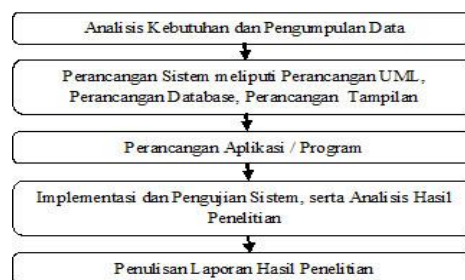 Analisis Kebutuhan dan Pengumpulan Data
Perancangan Sistem meliputi Perancangan UML,
Perancangan Database, Perancangan Tampilan
Perancangan Aplikasi / Program
Implementasi dan Pengujian Sistem, serta Analisis Hasil
Penelitian
Penulisan Laporan Hasil Penelitian